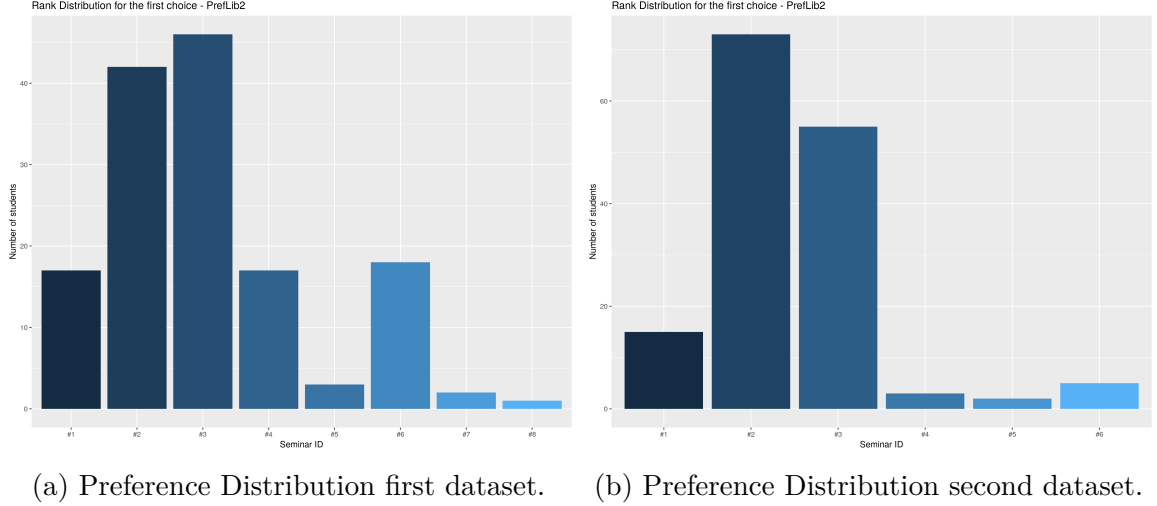 Rank Distribution for the first choice - PrefLib2
Number of students
40
30
20
10
0
#1 #2 #3 #4 #5 #6 #7 #8
Seminar ID
(a) Preference Distribution first dataset.
Rank Distribution for the first choice - PrefLib2
Number of students
60
40
20
0
#1 #2 #3 #4 #5 #6
Seminar ID
(b) Preference Distribution second dataset.